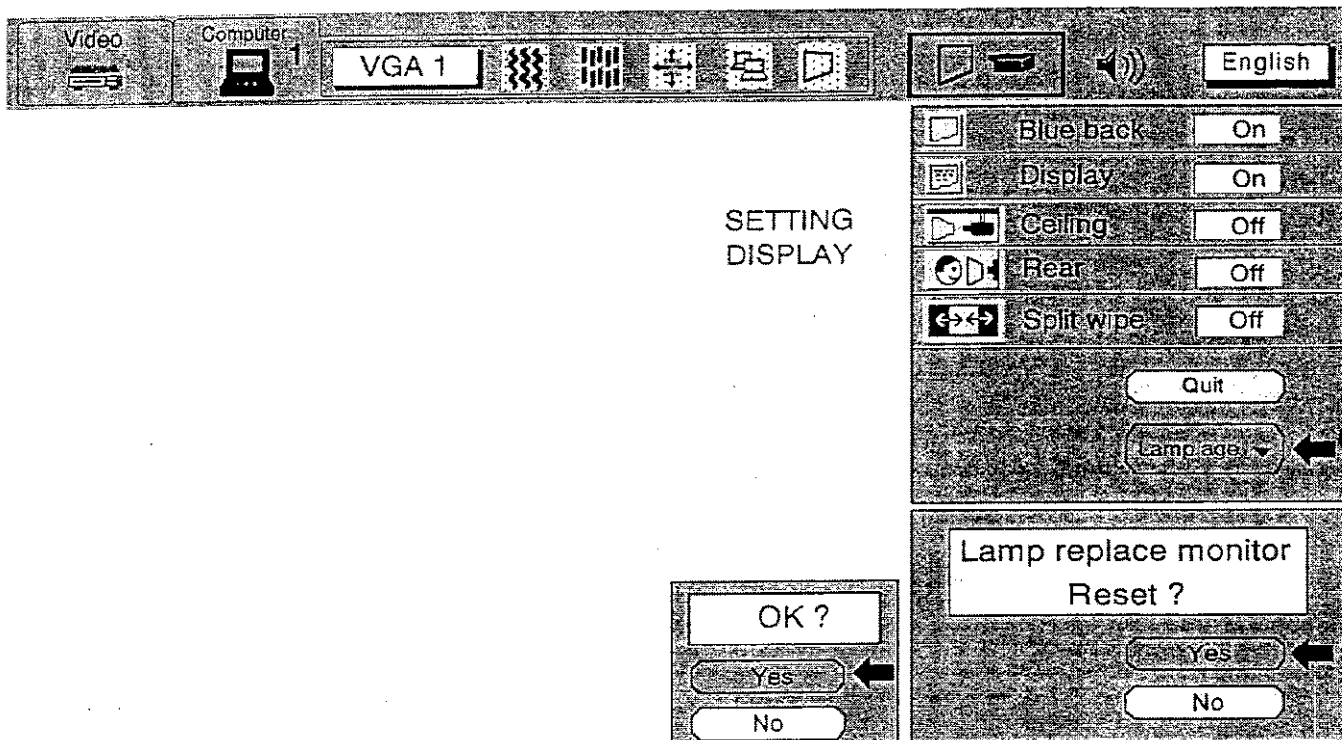 Video
Computer 1
VGA 1
English
Blue back On
Display On
SETTING
DISPLAY
Ceiling Off
Rear Off
Split wipe Off
Quit
Lamp age
Lamp replace monitor
Reset ?
Yes
No
OK ?
Yes
No